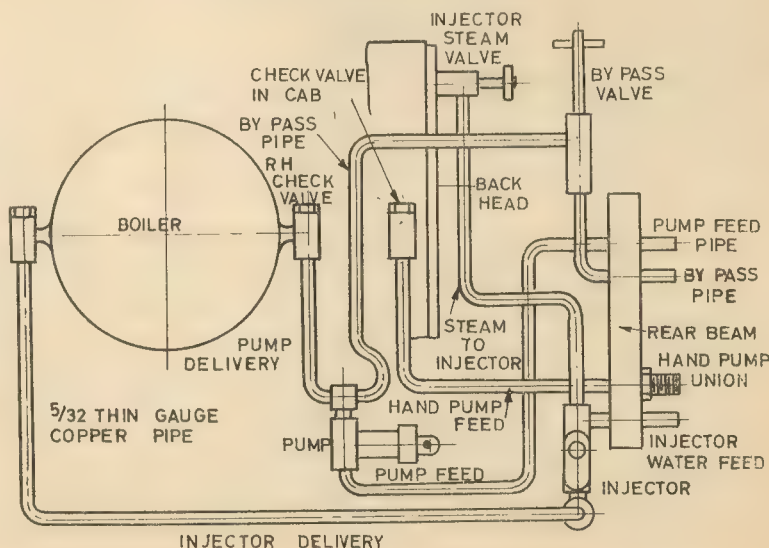 INJECTOR
STEAM
VALVE
CHECK VALVE
IN CAB
BY PASS
VALVE
BY PASS
PIPE
RH
CHECK
VALVE
BOILER
BACK
HEAD
PUMP FEED
PIPE
BY PASS
PIPE
PUMP
DELIVERY
STEAM
TO
INJECTOR
REAR BEAM
HAND PUMP
UNION
5/32 THIN GAUGE
COPPER PIPE
HAND PUMP
FEED
PUMP
PUMP FEED
INJECTOR
WATER FEED
INJECTOR
INJECTOR DELIVERY